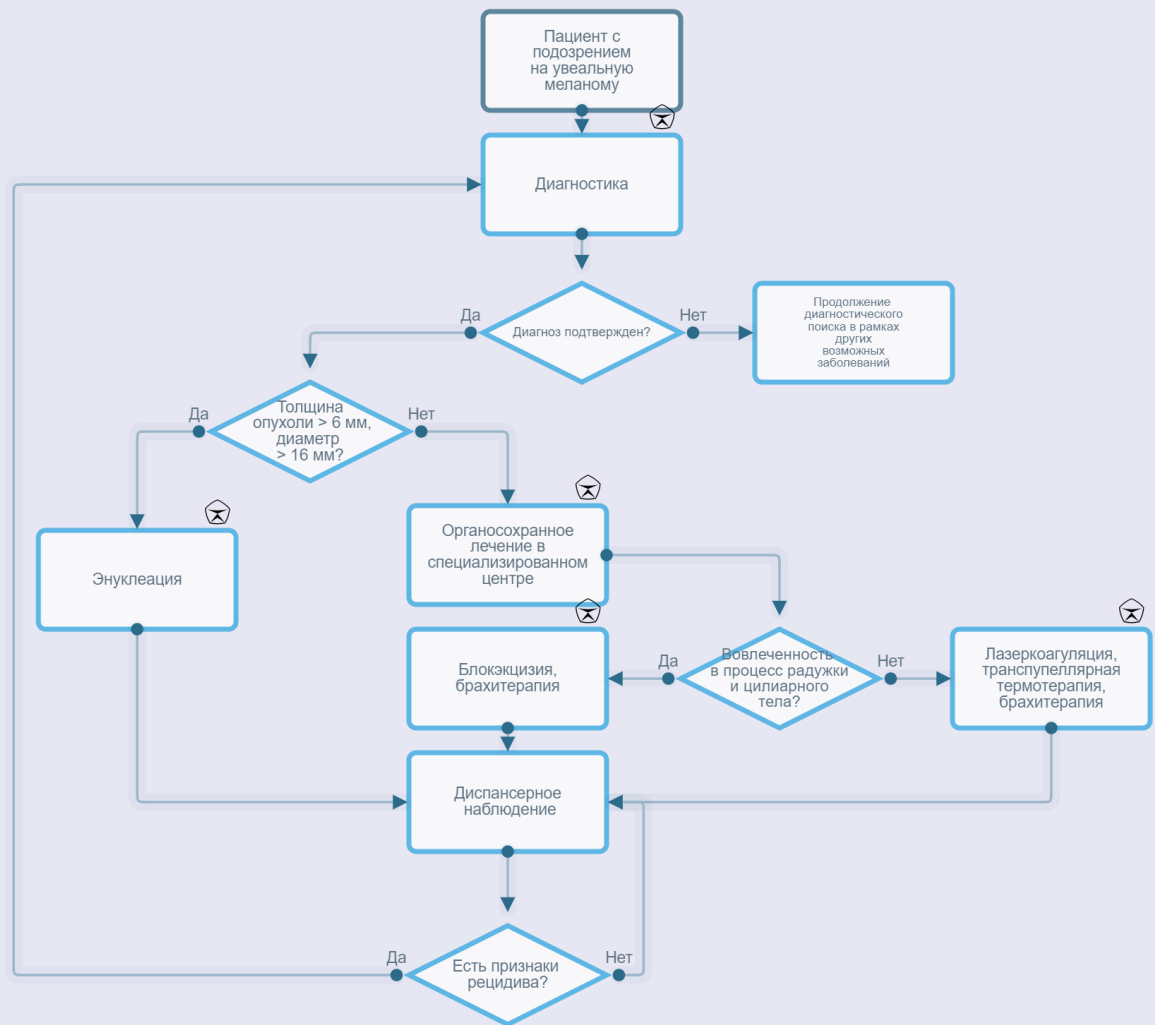 Пациент с
подозрением
на увеальную
меланому
Диагностика
Диагноз подтвержден?
Да
Нет
Продолжение
диагностического
поиска в рамках
других
возможных
заболеваний
Толщина
опухоли > 6 мм,
диаметр
> 16 мм?
Да
Нет
Энуклеация
Органосохранное
лечение в
специализированном
центре
Вовлеченность
в процесс радужки
и цилиарного
тела?
Да
Нет
Блокэкцизия,
брахитерапия
Лазеркоагуляция,
транспупеллярная
термотерапия,
брахитерапия
Диспансерное
наблюдение
Есть признаки
рецидива?
Да
Нет